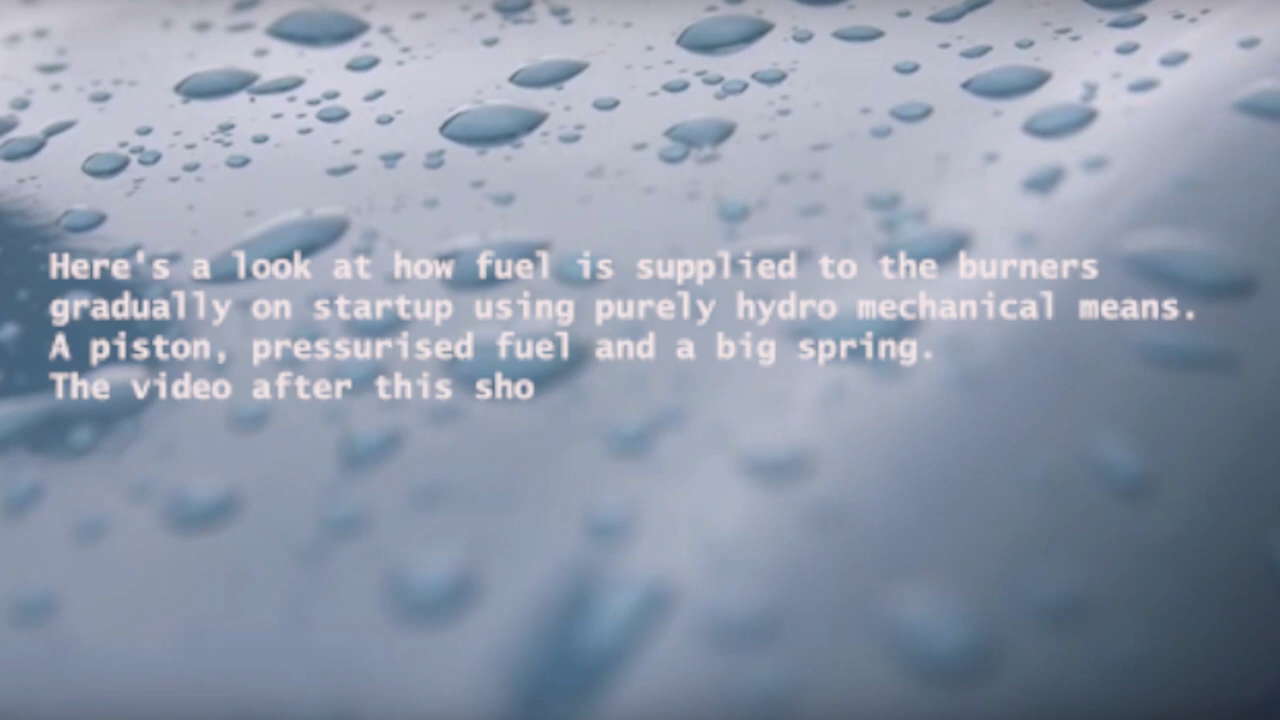 Here's a look at how fuel is supplied to the burners
gradually on startup using purely hydro mechanical means.
A piston, pressurised fuel and a big spring.
The video after this sho